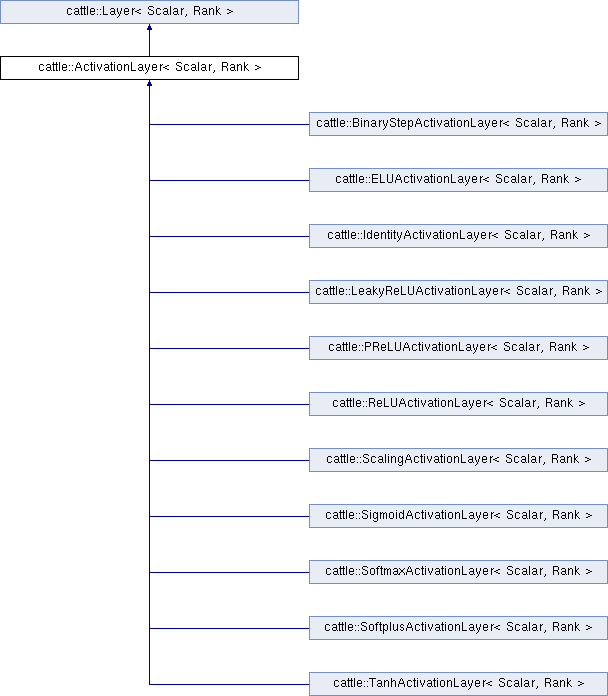 cattle::Layer< Scalar, Rank >
cattle::ActivationLayer< Scalar, Rank >
cattle::BinaryStepActivationLayer< Scalar, Rank >
cattle::ELUActivationLayer< Scalar, Rank >
cattle::IdentityActivationLayer< Scalar, Rank >
cattle::LeakyReLUActivationLayer< Scalar, Rank >
cattle::PReLUActivationLayer< Scalar, Rank >
cattle::ReLUActivationLayer< Scalar, Rank >
cattle::ScalingActivationLayer< Scalar, Rank >
cattle::SigmoidActivationLayer< Scalar, Rank >
cattle::SoftmaxActivationLayer< Scalar, Rank >
cattle::SoftplusActivationLayer< Scalar, Rank >
cattle::TanhActivationLayer< Scalar, Rank >